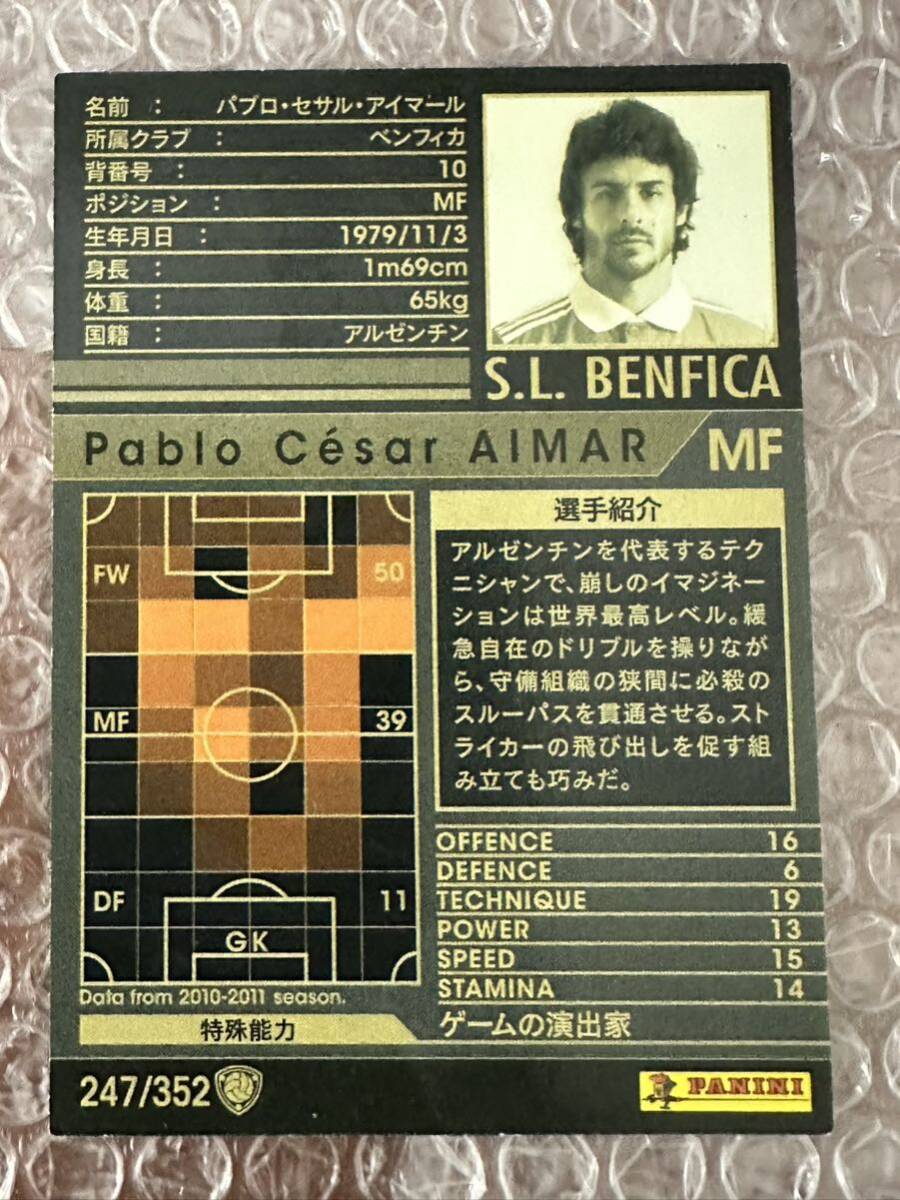 名前 : パブロ・セサル・アイマール
所属クラブ : ベンフィカ
背番号 : 10
ポジション : MF
生年月日 : 1979/11/3
身長 : 1m69cm
体重 : 65kg
国籍 : アルゼンチン
S.L. BENFICA
Pablo César AIMAR MF
FW 50
MF 39
DF 11
GK
Data from 2010-2011 season.
選手紹介
アルゼンチンを代表するテク
ニシャンで、崩しのイマジネー
ションは世界最高レベル。緩
急自在のドリブルを操りなが
ら、守備組織の狭間に必殺の
スルーパスを貫通させる。スト
ライカーの飛び出しを促す組
み立ても巧みだ。
OFFENCE 16
DEFENCE 6
TECHNIQUE 19
POWER 13
SPEED 15
STAMINA 14
特殊能力 ゲームの演出家
247/352
PANINI